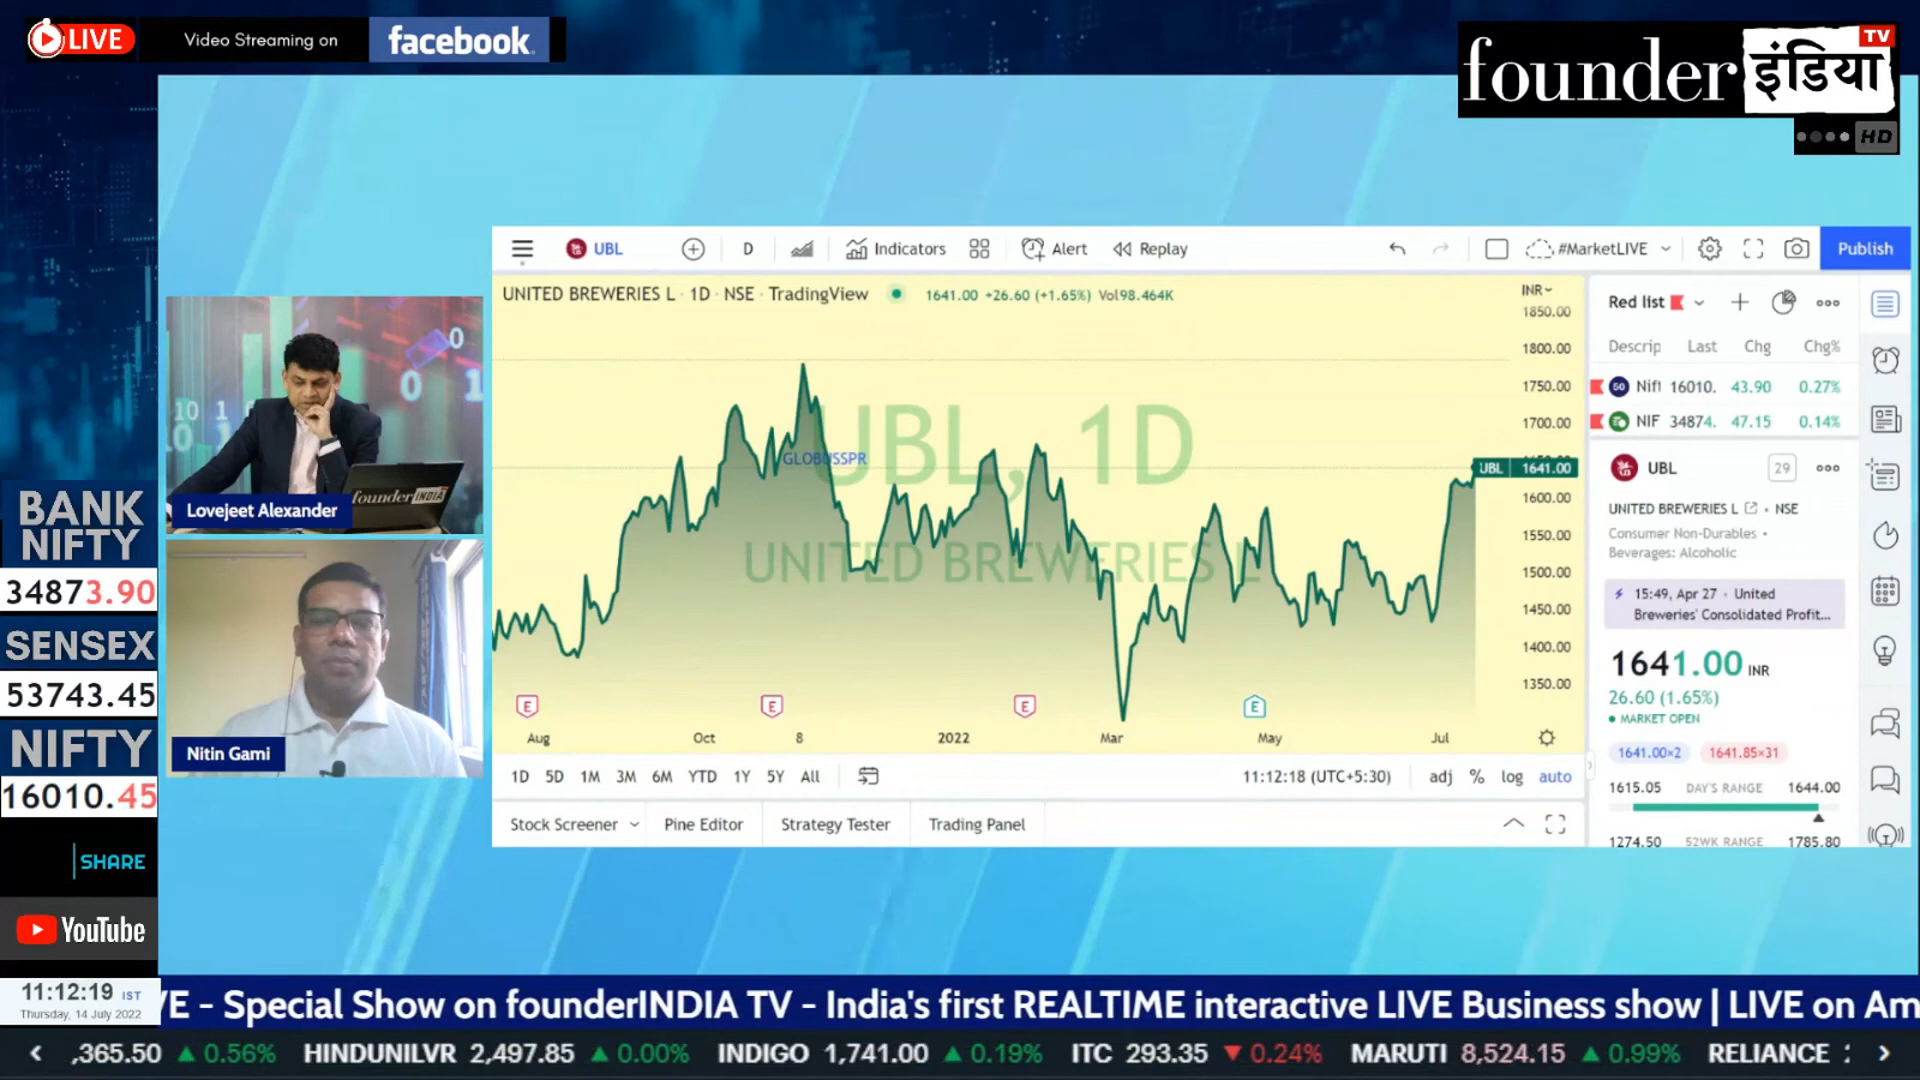 LIVE
Video Streaming on
facebook
founder इंडिया TV
HD
UBL
D
Indicators
Alert
Replay
#MarketLIVE
Publish
UNITED BREWERIES L · 1D · NSE · TradingView
1641.00 +26.60 (+1.65%) Vol98.464K
INR
1850.00
1800.00
1750.00
1700.00
UBL 1641.00
1600.00
1550.00
1500.00
1450.00
1400.00
1350.00
UBL, 1D
UNITED BREWERIES L
GLOBUSSPR
E
E
E
E
Aug
Oct
8
2022
Mar
May
Jul
1D 5D 1M 3M 6M YTD 1Y 5Y All
11:12:18 (UTC+5:30)
adj % log auto
Stock Screener
Pine Editor
Strategy Tester
Trading Panel
Red list
Descrip Last Chg Chg%
50 Nift 16010. 43.90 0.27%
NIF 34874. 47.15 0.14%
UBL
29
UNITED BREWERIES L · NSE
Consumer Non-Durables •
Beverages: Alcoholic
15:49, Apr 27 · United
Breweries' Consolidated Profit...
1641.00 INR
26.60 (1.65%)
MARKET OPEN
1641.00×2 1641.85×31
1615.05 DAY'S RANGE 1644.00
1274.50 52WK RANGE 1785.80
founder INDIA
Lovejeet Alexander
Nitin Gami
BANK
NIFTY
34873.90
SENSEX
53743.45
NIFTY
16010.45
SHARE
YouTube
11:12:19 IST
Thursday, 14 July 2022
VE - Special Show on founderINDIA TV - India's first REALTIME interactive LIVE Business show | LIVE on Am
,365.50 ▲ 0.56% HINDUNILVR 2,497.85 ▲ 0.00% INDIGO 1,741.00 ▲ 0.19% ITC 293.35 ▼ 0.24% MARUTI 8,524.15 ▲ 0.99% RELIANCE